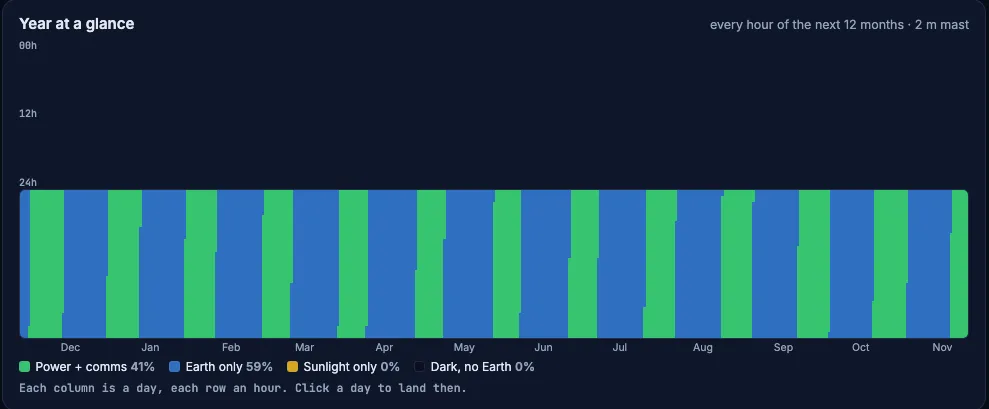 Year at a glance
every hour of the next 12 months · 2 m mast
00h
12h
24h
Dec Jan Feb Mar Apr May Jun Jul Aug Sep Oct Nov
Power + comms 41% Earth only 59% Sunlight only 0% Dark, no Earth 0%
Each column is a day, each row an hour. Click a day to land then.